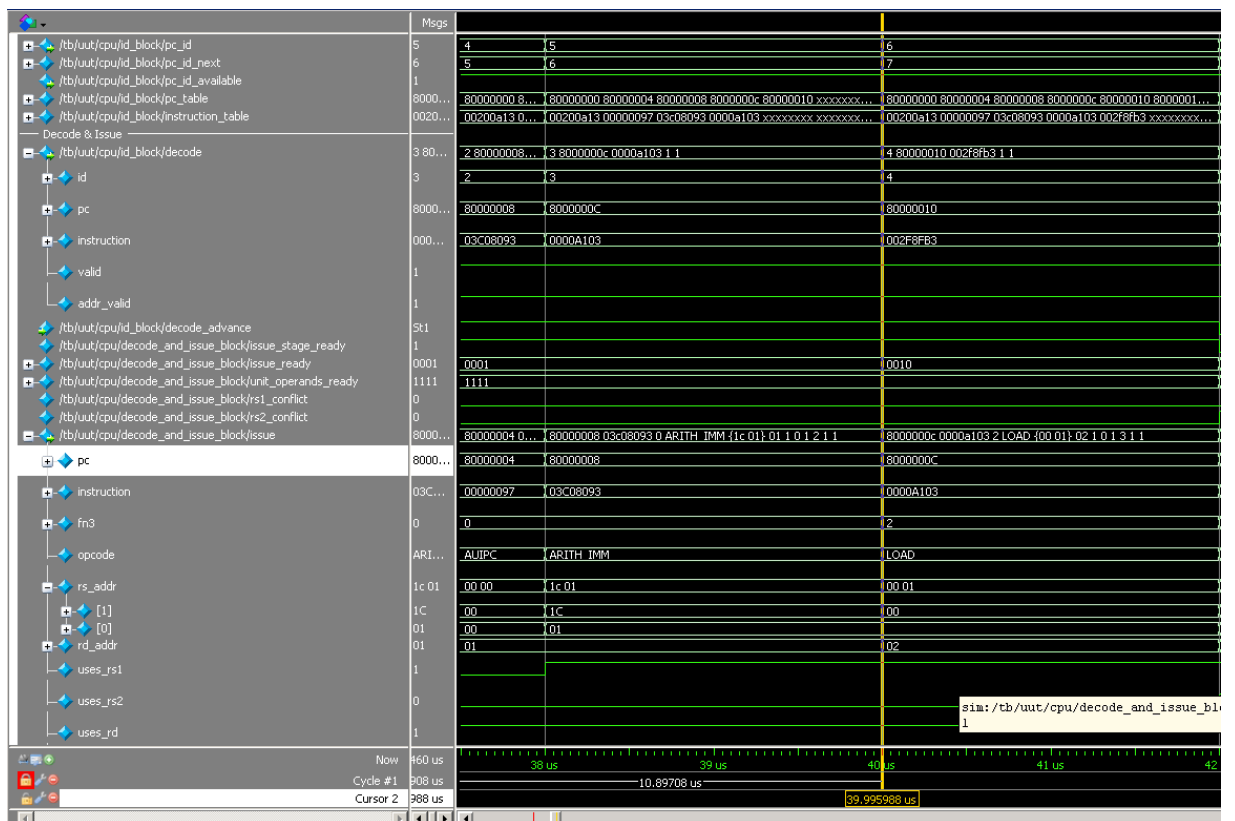 Msgs
/tb/uut/cpu/id_block/pc_id 5 4 5 6
/tb/uut/cpu/id_block/pc_id_next 6 5 6 7
/tb/uut/cpu/id_block/pc_id_available 1
/tb/uut/cpu/id_block/pc_table 8000... 80000000 8... 80000000 80000004 80000008 8000000c 80000010 xxxxxxx... 80000000 80000004 80000008 8000000c 80000010 8000001...
/tb/uut/cpu/id_block/instruction_table 0020... 00200a13 0... 00200a13 00000097 03c08093 0000a103 xxxxxxxx xxxxxxx... 00200a13 00000097 03c08093 0000a103 002f8fb3 xxxxxxxx...
Decode & Issue
/tb/uut/cpu/id_block/decode 3 80... 2 80000008... 3 8000000c 0000a103 1 1 4 80000010 002f8fb3 1 1
id 3 2 3 4
pc 8000... 80000008 8000000C 80000010
instruction 000... 03C08093 0000A103 002F8FB3
valid 1
addr_valid 1
/tb/uut/cpu/id_block/decode_advance St1
/tb/uut/cpu/decode_and_issue_block/issue_stage_ready 1
/tb/uut/cpu/decode_and_issue_block/issue_ready 0001 0001 0010
/tb/uut/cpu/decode_and_issue_block/unit_operands_ready 1111 1111
/tb/uut/cpu/decode_and_issue_block/rs1_conflict 0
/tb/uut/cpu/decode_and_issue_block/rs2_conflict 0
/tb/uut/cpu/decode_and_issue_block/issue 8000... 80000004 0... 80000008 03c08093 0 ARITH_IMM {1c 01} 01 1 0 1 2 1 1 8000000c 0000a103 2 LOAD {00 01} 02 1 0 1 3 1 1
pc 8000... 80000004 80000008 8000000C
instruction 03C... 00000097 03C08093 0000A103
fn3 0 0 2
opcode ARI... AUIPC ARITH_IMM LOAD
rs_addr 1c 01 00 00 1c 01 00 01
[1] 1C 00 1C 00
[0] 01 00 01
rd_addr 01 01 02
uses_rs1 1
uses_rs2 0
sim:/tb/uut/cpu/decode_and_issue_bl
uses_rd 1
1
Now 460 us
38 us 39 us 40 us 41 us 42
Cycle #1 908 us 10.89708 us
Cursor 2 988 us 39.995988 us